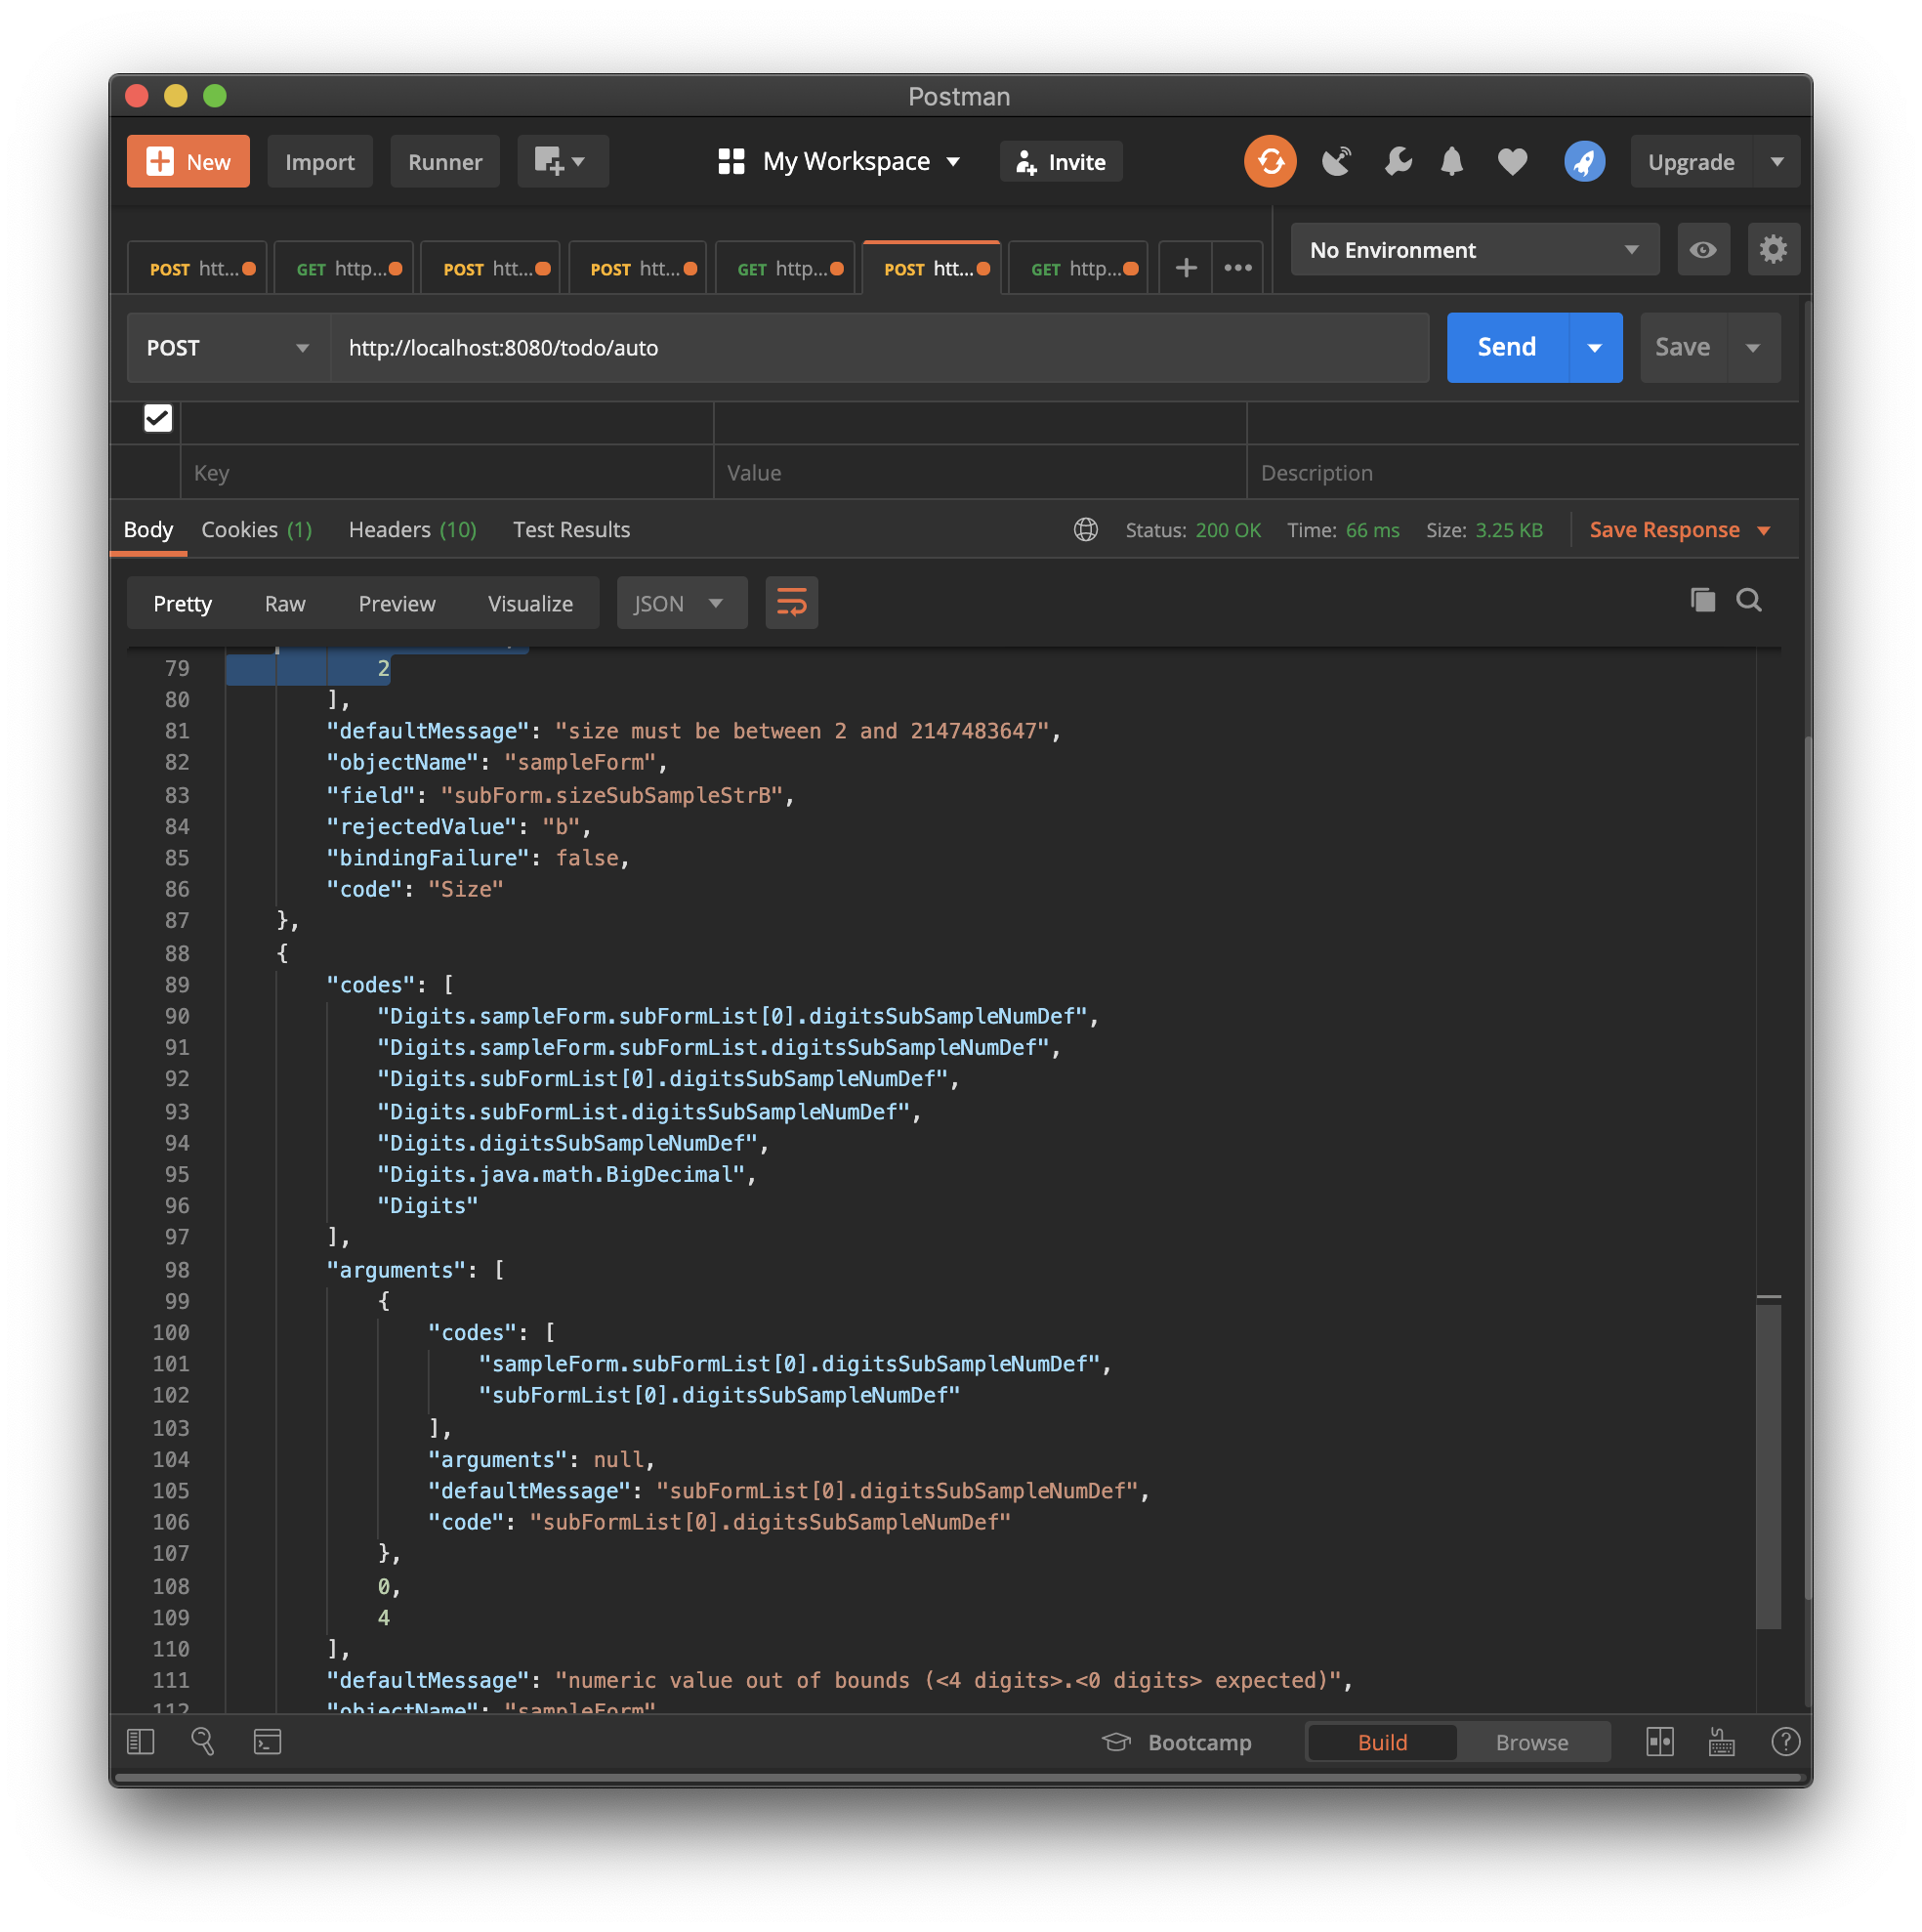 Postman
New Import Runner My Workspace Invite Upgrade
POST htt... GET http... POST htt... POST htt... GET http... POST htt... GET http... No Environment
POST http://localhost:8080/todo/auto Send Save
Key Value Description
Body Cookies (1) Headers (10) Test Results Status: 200 OK Time: 66 ms Size: 3.25 KB Save Response
Pretty Raw Preview Visualize JSON
79 2
80 ],
81 "defaultMessage": "size must be between 2 and 2147483647",
82 "objectName": "sampleForm",
83 "field": "subForm.sizeSubSampleStrB",
84 "rejectedValue": "b",
85 "bindingFailure": false,
86 "code": "Size"
87 },
88 {
89 "codes": [
90 "Digits.sampleForm.subFormList[0].digitsSubSampleNumDef",
91 "Digits.sampleForm.subFormList.digitsSubSampleNumDef",
92 "Digits.subFormList[0].digitsSubSampleNumDef",
93 "Digits.subFormList.digitsSubSampleNumDef",
94 "Digits.digitsSubSampleNumDef",
95 "Digits.java.math.BigDecimal",
96 "Digits"
97 ],
98 "arguments": [
99 {
100 "codes": [
101 "sampleForm.subFormList[0].digitsSubSampleNumDef",
102 "subFormList[0].digitsSubSampleNumDef"
103 ],
104 "arguments": null,
105 "defaultMessage": "subFormList[0].digitsSubSampleNumDef",
106 "code": "subFormList[0].digitsSubSampleNumDef"
107 },
108 0,
109 4
110 ],
111 "defaultMessage": "numeric value out of bounds (<4 digits>.<0 digits> expected)",
112 "objectName": "sampleForm"
Bootcamp Build Browse